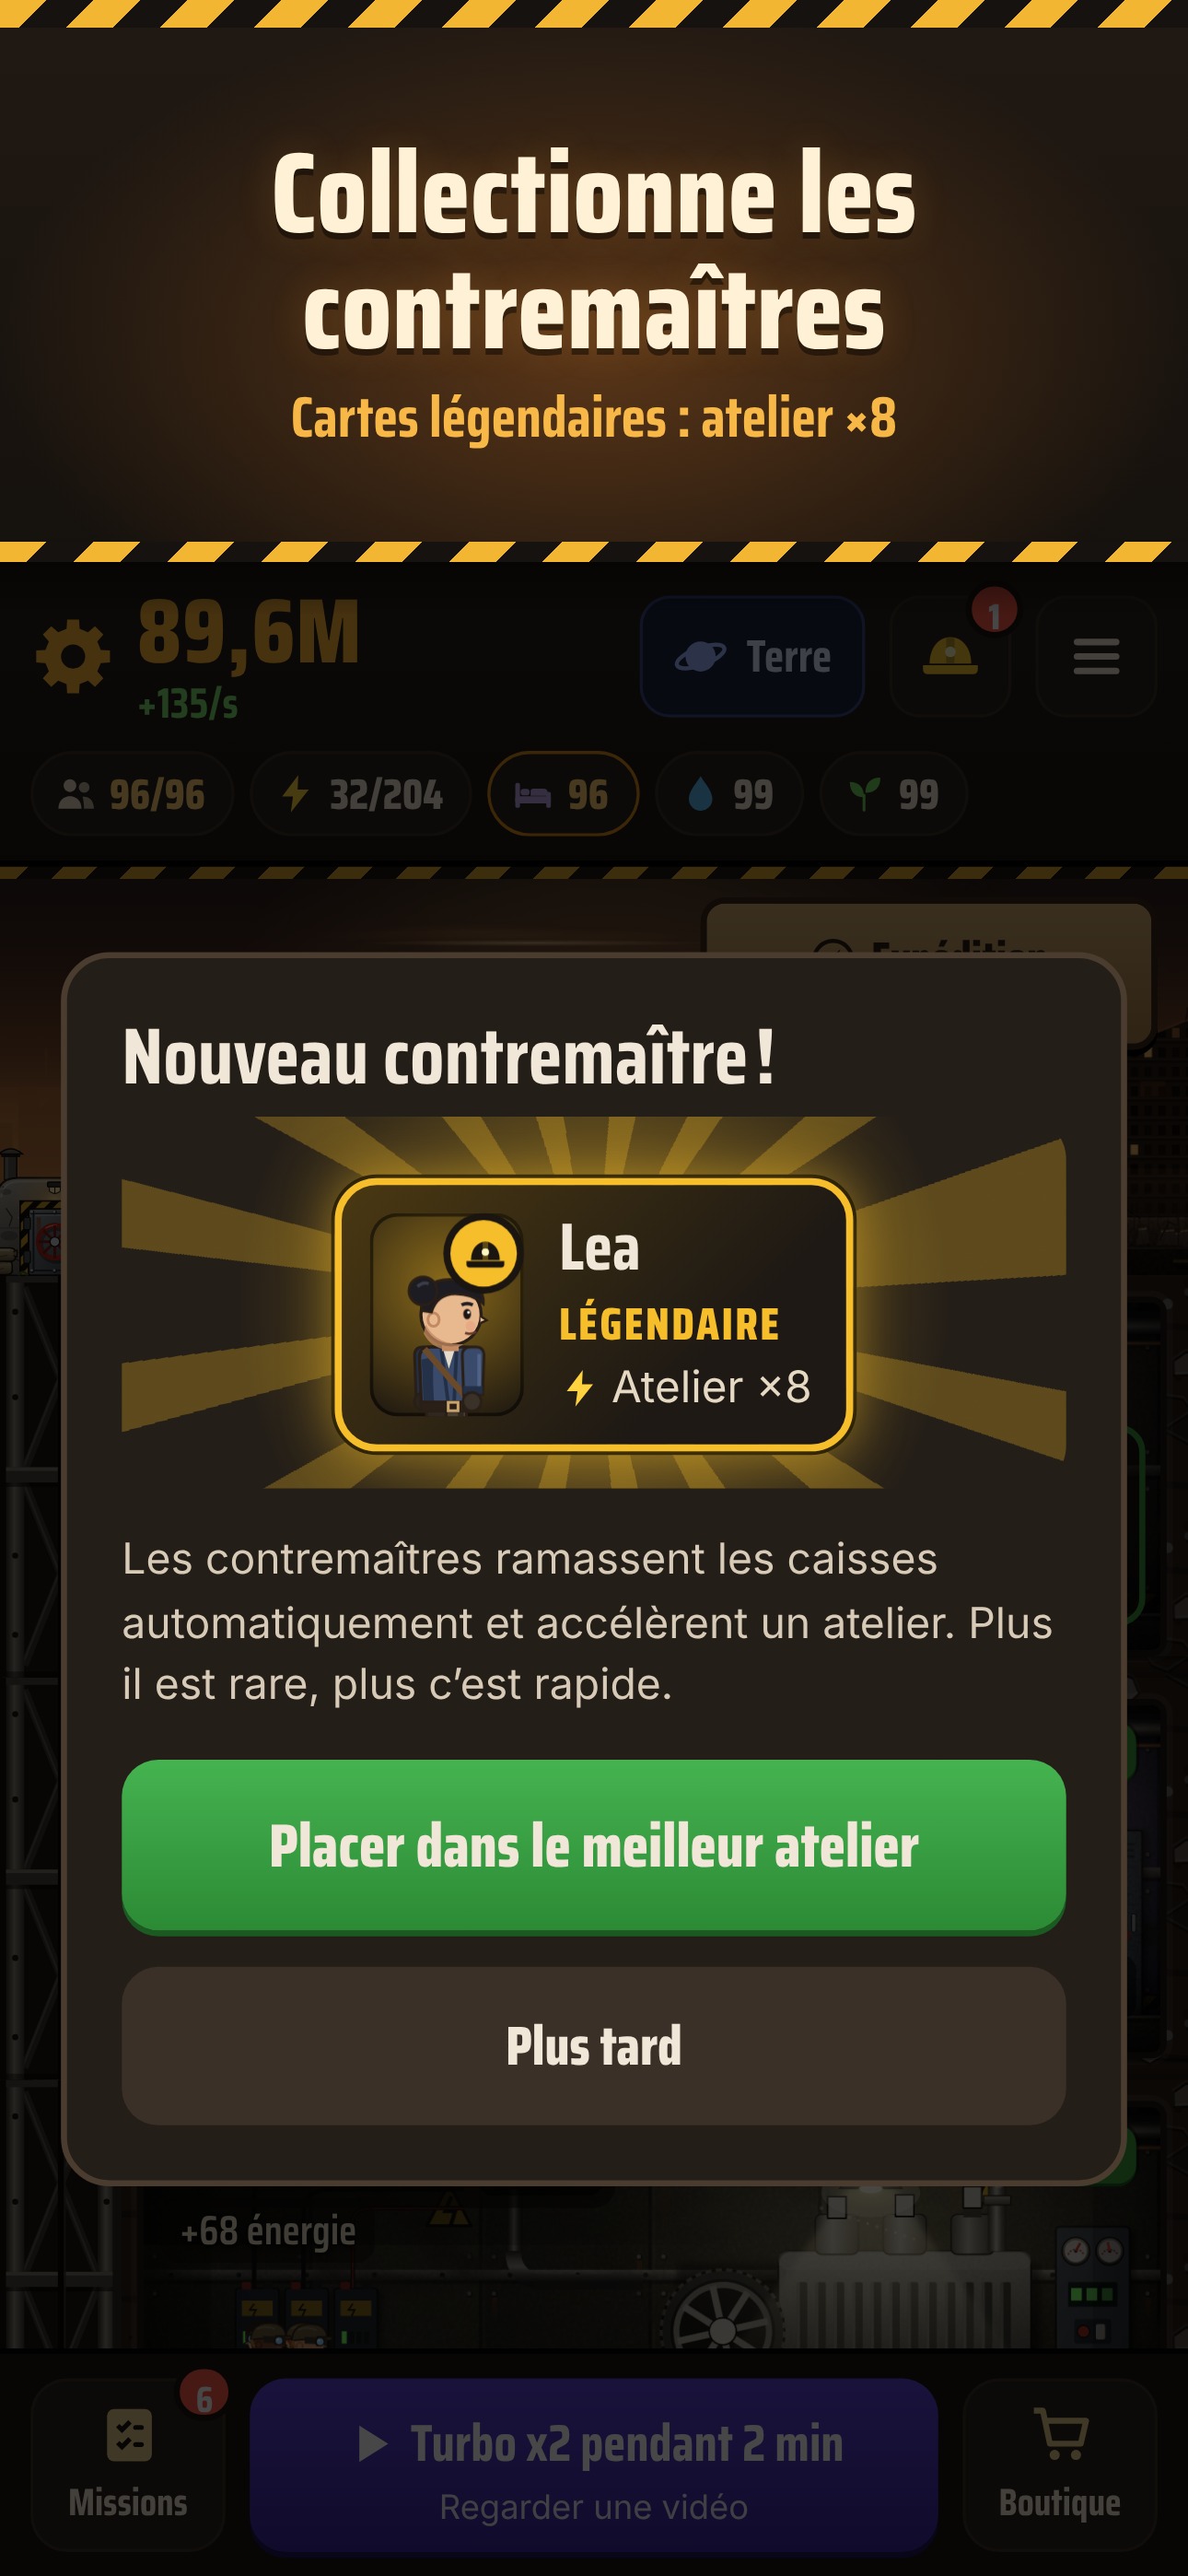 Collectionne les
contremaîtres
Cartes légendaires : atelier ×8
89,6M
+135/s
Terre
1
96/96
32/204
96
99
99
Expédition
Nouveau contremaître !
Lea
LÉGENDAIRE
Atelier ×8
Les contremaîtres ramassent les caisses
automatiquement et accélèrent un atelier. Plus
il est rare, plus c’est rapide.
Placer dans le meilleur atelier
Plus tard
+68 énergie
6
Missions
Turbo x2 pendant 2 min
Regarder une vidéo
Boutique